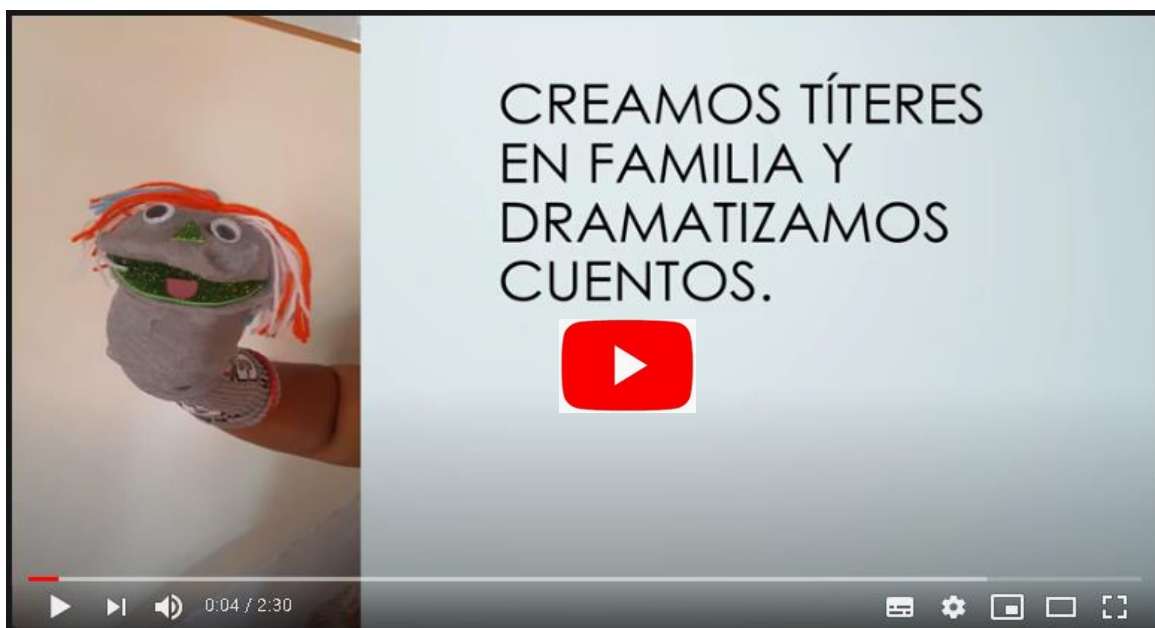 CREAMOS TÍTERES
EN FAMILIA Y
DRAMATIZAMOS
CUENTOS.
0:04 / 2:30